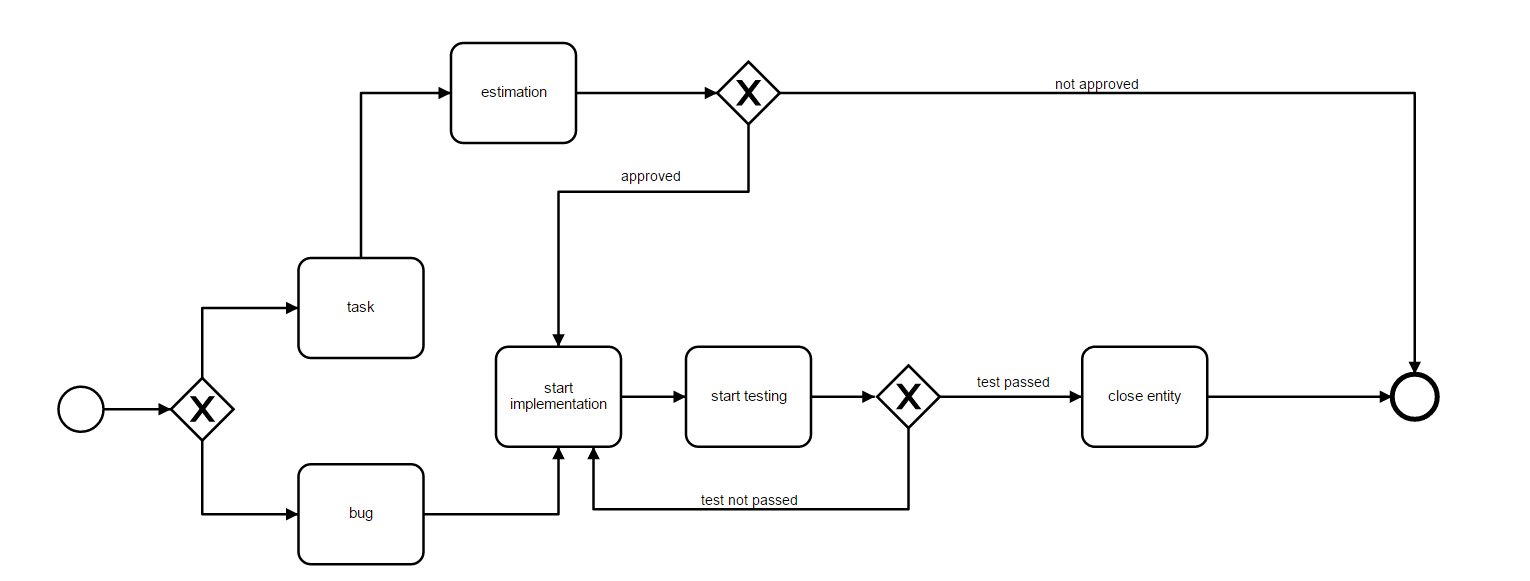 estimation
not approved
approved
task
start
implementation
start testing
test passed
close entity
test not passed
bug